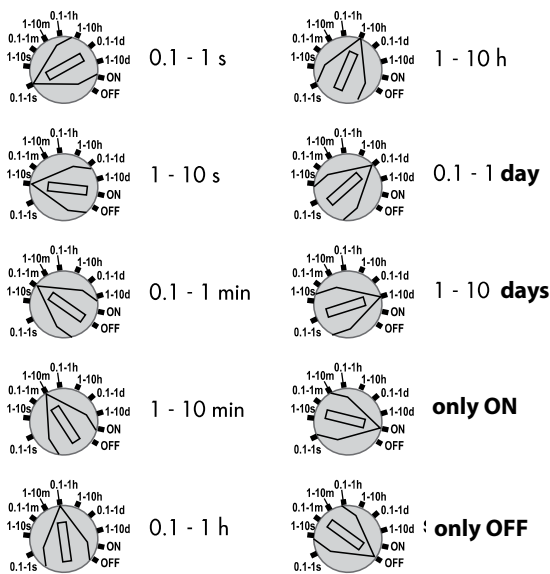 0.1-1h
1-10m 1-10h
0.1-1m 0.1-1d
1-10s 1-10d
ON
0.1-1s OFF
0.1 - 1 s
0.1-1h
1-10m 1-10h
0.1-1m 0.1-1d
1-10s 1-10d
ON
0.1-1s OFF
1 - 10 h
0.1-1h
1-10m 1-10h
0.1-1m 0.1-1d
1-10s 1-10d
ON
0.1-1s OFF
1 - 10 s
0.1-1h
1-10m 1-10h
0.1-1m 0.1-1d
1-10s 1-10d
ON
0.1-1s OFF
0.1 - 1 day
0.1-1h
1-10m 1-10h
0.1-1m 0.1-1d
1-10s 1-10d
ON
0.1-1s OFF
0.1 - 1 min
0.1-1h
1-10m 1-10h
0.1-1m 0.1-1d
1-10s 1-10d
ON
0.1-1s OFF
1 - 10 days
0.1-1h
1-10m 1-10h
0.1-1m 0.1-1d
1-10s 1-10d
ON
0.1-1s OFF
1 - 10 min
0.1-1h
1-10m 1-10h
0.1-1m 0.1-1d
1-10s 1-10d
ON
0.1-1s OFF
only ON
0.1-1h
1-10m 1-10h
0.1-1m 0.1-1d
1-10s 1-10d
ON
0.1-1s OFF
0.1 - 1 h
0.1-1h
1-10m 1-10h
0.1-1m 0.1-1d
1-10s 1-10d
ON
0.1-1s OFF
only OFF